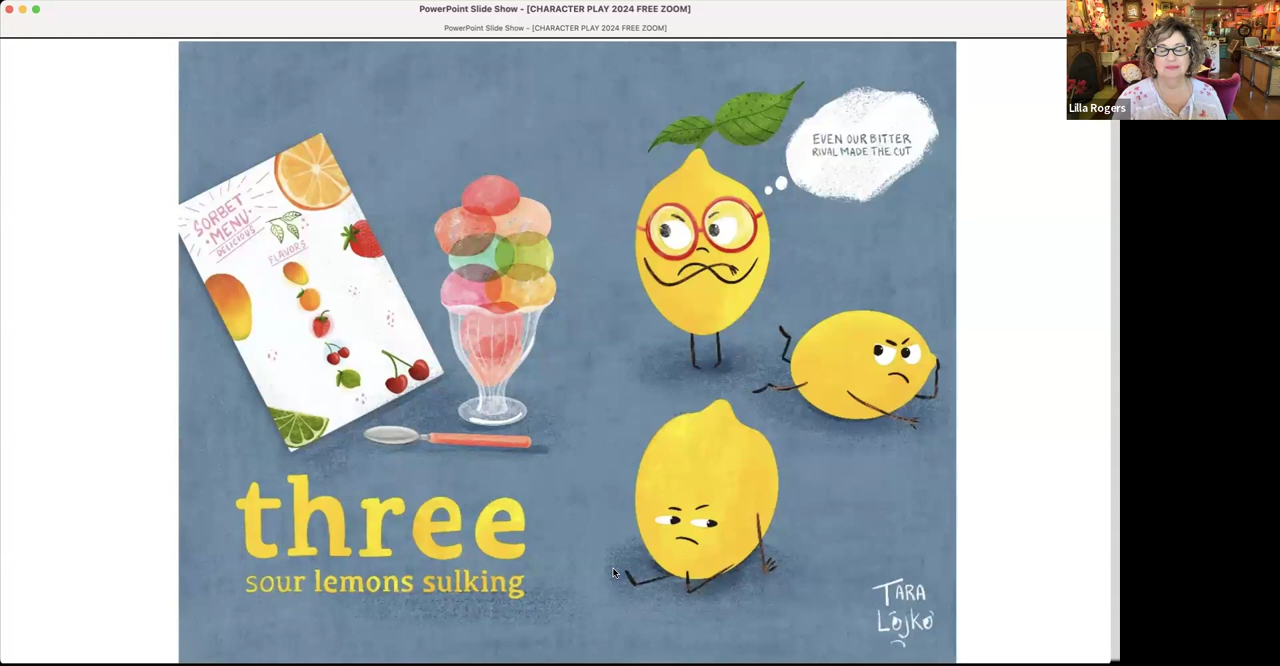 PowerPoint Slide Show - [CHARACTER PLAY 2024 FREE ZOOM]
PowerPoint Slide Show - [CHARACTER PLAY 2024 FREE ZOOM]
Lilla Rogers
EVEN OUR BITTER
RIVAL MADE THE CUT
SORBET
MENU
DELICIOUS
FLAVORS
three
sour lemons sulking
TARA
Lojko